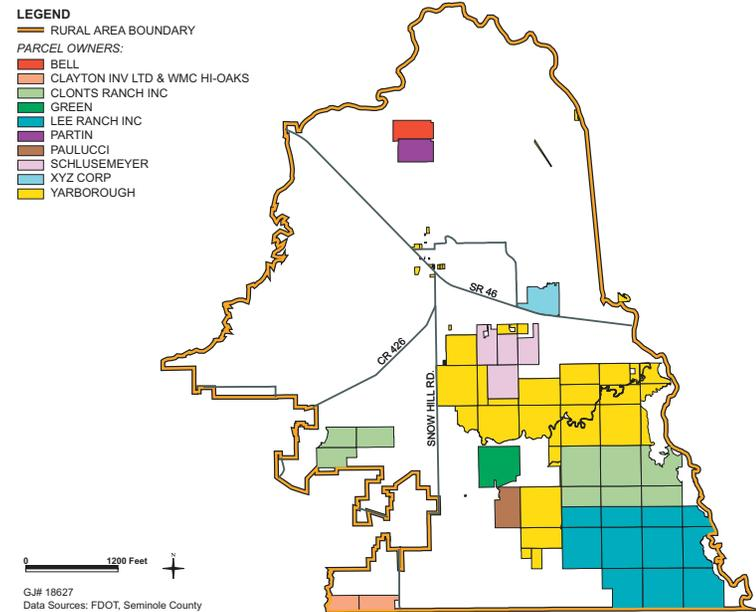 LEGEND
RURAL AREA BOUNDARY
PARCEL OWNERS:
BELL
CLAYTON INV LTD & WMC HI-OAKS
CLONTS RANCH INC
GREEN
LEE RANCH INC
PARTIN
PAULUCCI
SCHLUSEMEYER
XYZ CORP
YARBOROUGH
SR 46
CR 426
SNOW HILL RD.
0 1200 Feet
N
GJ# 18627
Data Sources: FDOT, Seminole County